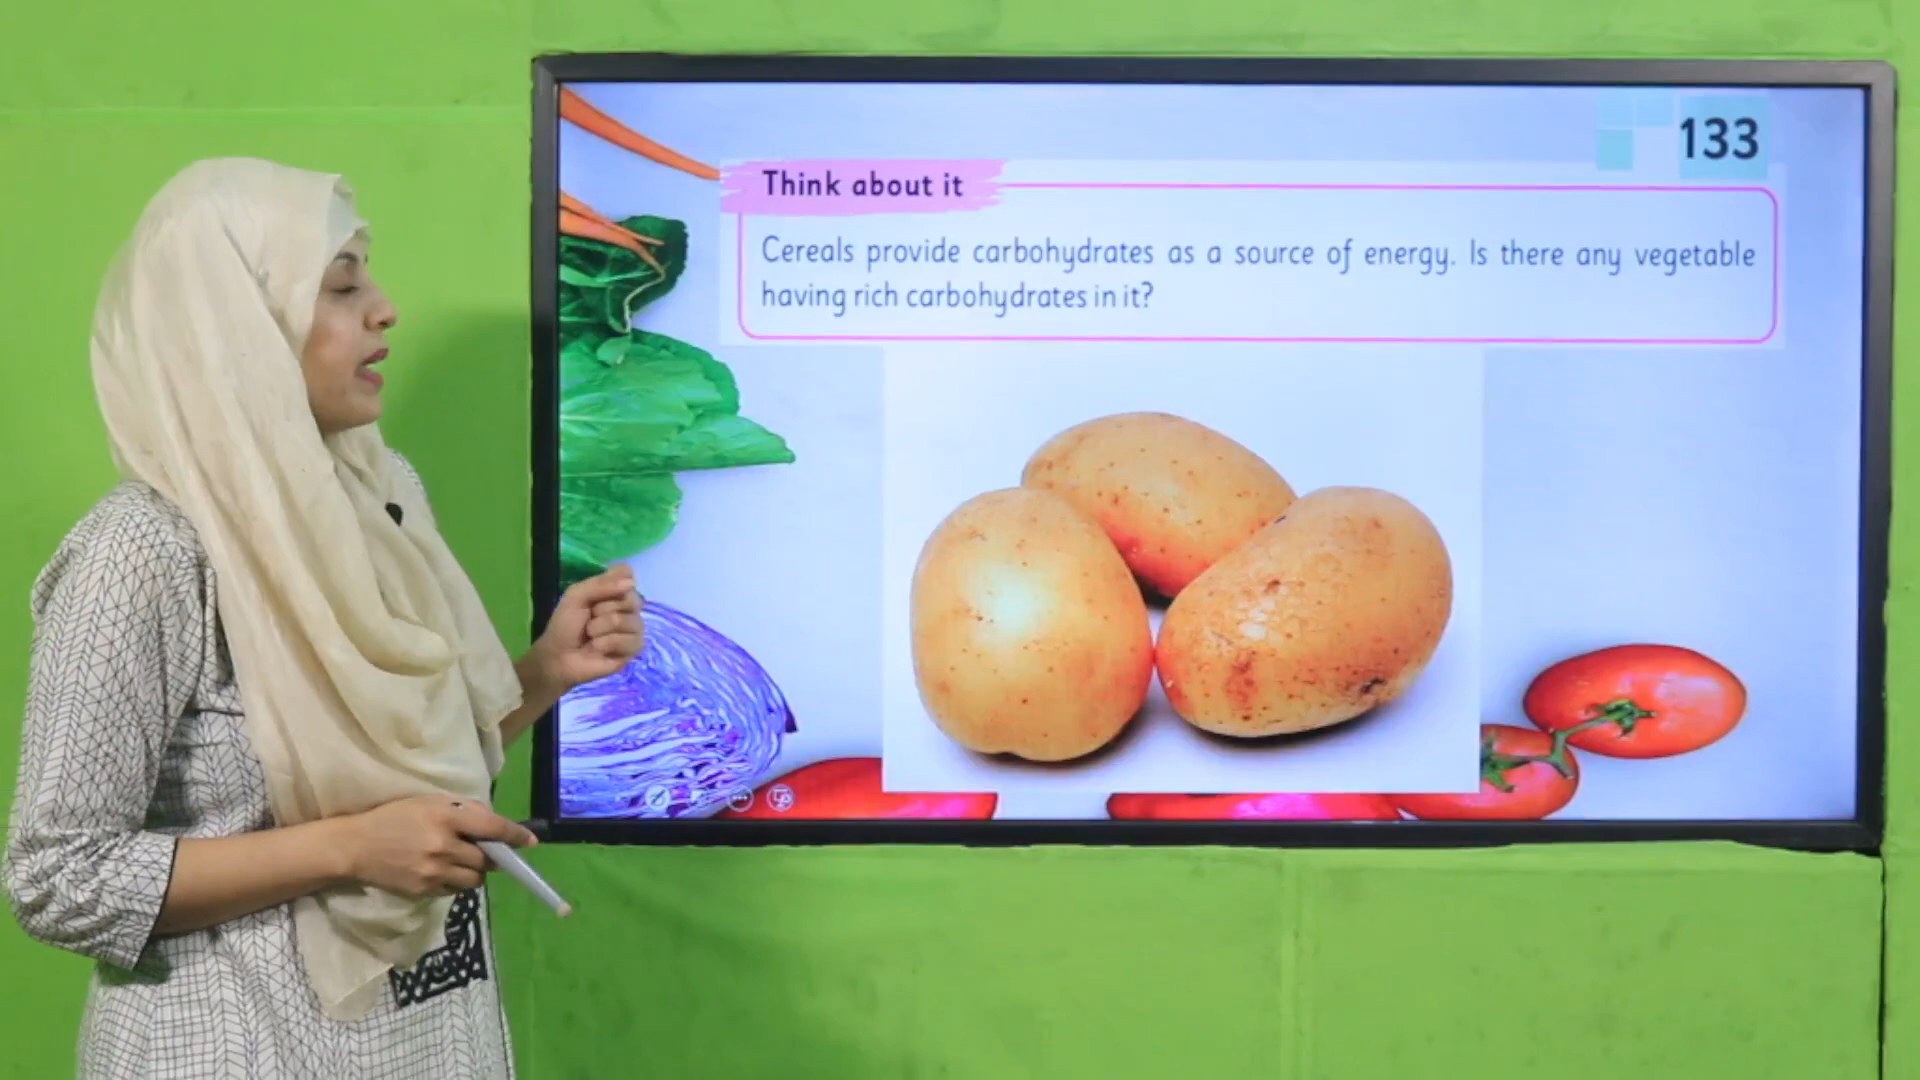 133
Think about it
Cereals provide carbohydrates as a source of energy. Is there any vegetable
having rich carbohydrates in it?